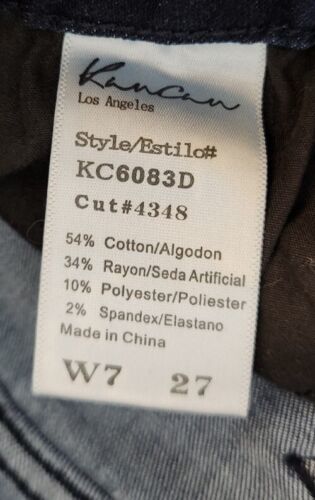 KanCan
Los Angeles
Style/Estilo#
KC6083D
Cut#4348
54% Cotton/Algodon
34% Rayon/Seda Artificial
10% Polyester/Poliester
2% Spandex/Elastano
Made in China
W7 27